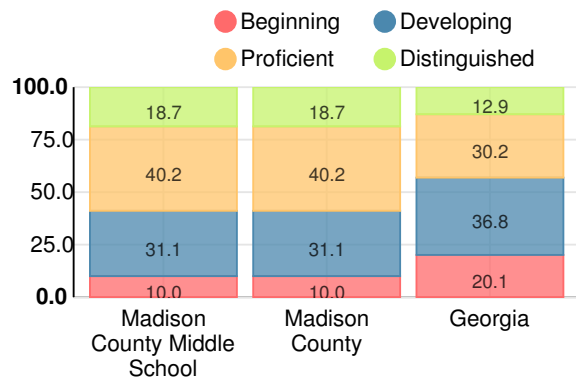 Beginning Developing
Proficient Distinguished
100.0
75.0
50.0
25.0
0.0
18.7 18.7 12.9
40.2 40.2 30.2
31.1 31.1 36.8
10.0 10.0 20.1
Madison Madison Georgia
County Middle County
School